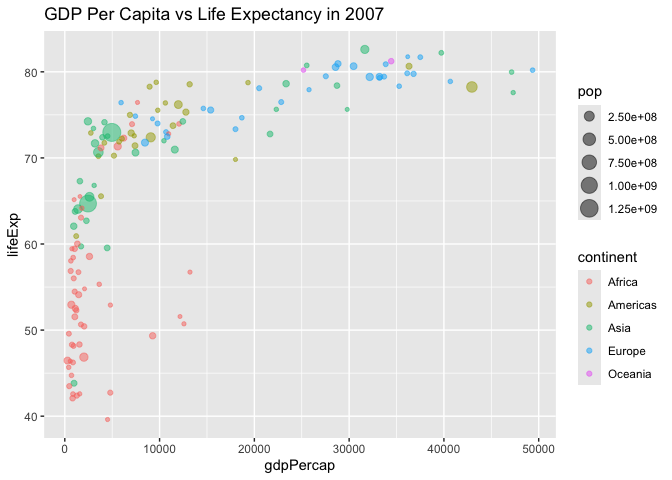 GDP Per Capita vs Life Expectancy in 2007
80
70
60
50
40
lifeExp
0 10000 20000 30000 40000 50000
gdpPercap
pop
2.50e+08
5.00e+08
7.50e+08
1.00e+09
1.25e+09
continent
Africa
Americas
Asia
Europe
Oceania